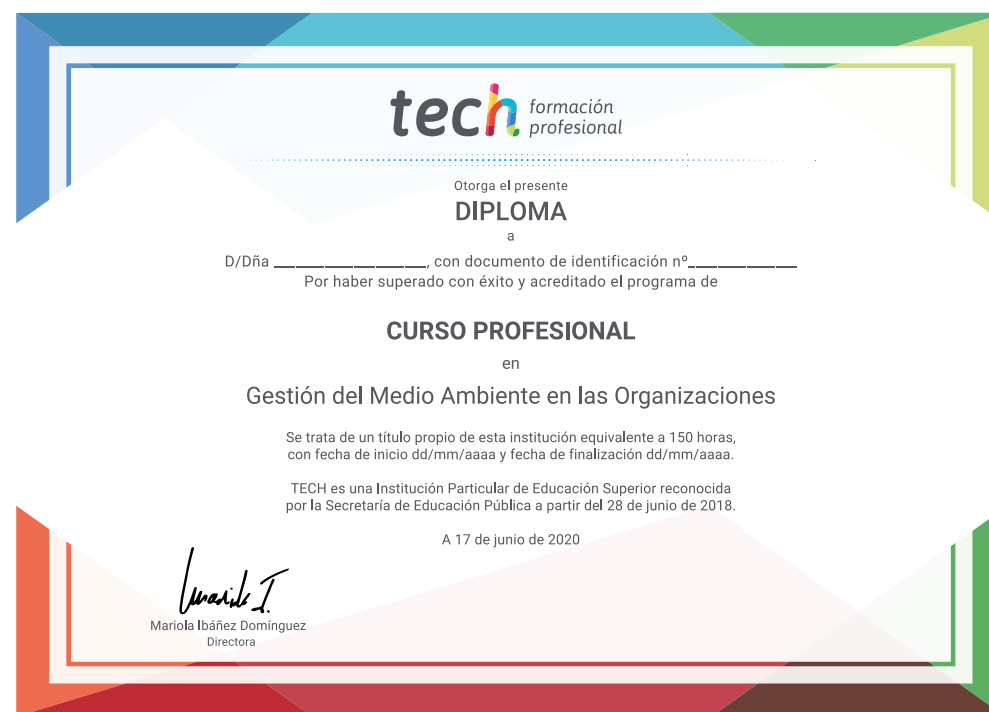 tech formación
profesional
Otorga el presente
DIPLOMA
a
D/Dña ______________, con documento de identificación nº__________
Por haber superado con éxito y acreditado el programa de
CURSO PROFESIONAL
en
Gestión del Medio Ambiente en las Organizaciones
Se trata de un título propio de esta institución equivalente a 150 horas,
con fecha de inicio dd/mm/aaaa y fecha de finalización dd/mm/aaaa.
TECH es una Institución Particular de Educación Superior reconocida
por la Secretaría de Educación Pública a partir del 28 de junio de 2018.
A 17 de junio de 2020
Mariola Ibáñez Domínguez
Directora